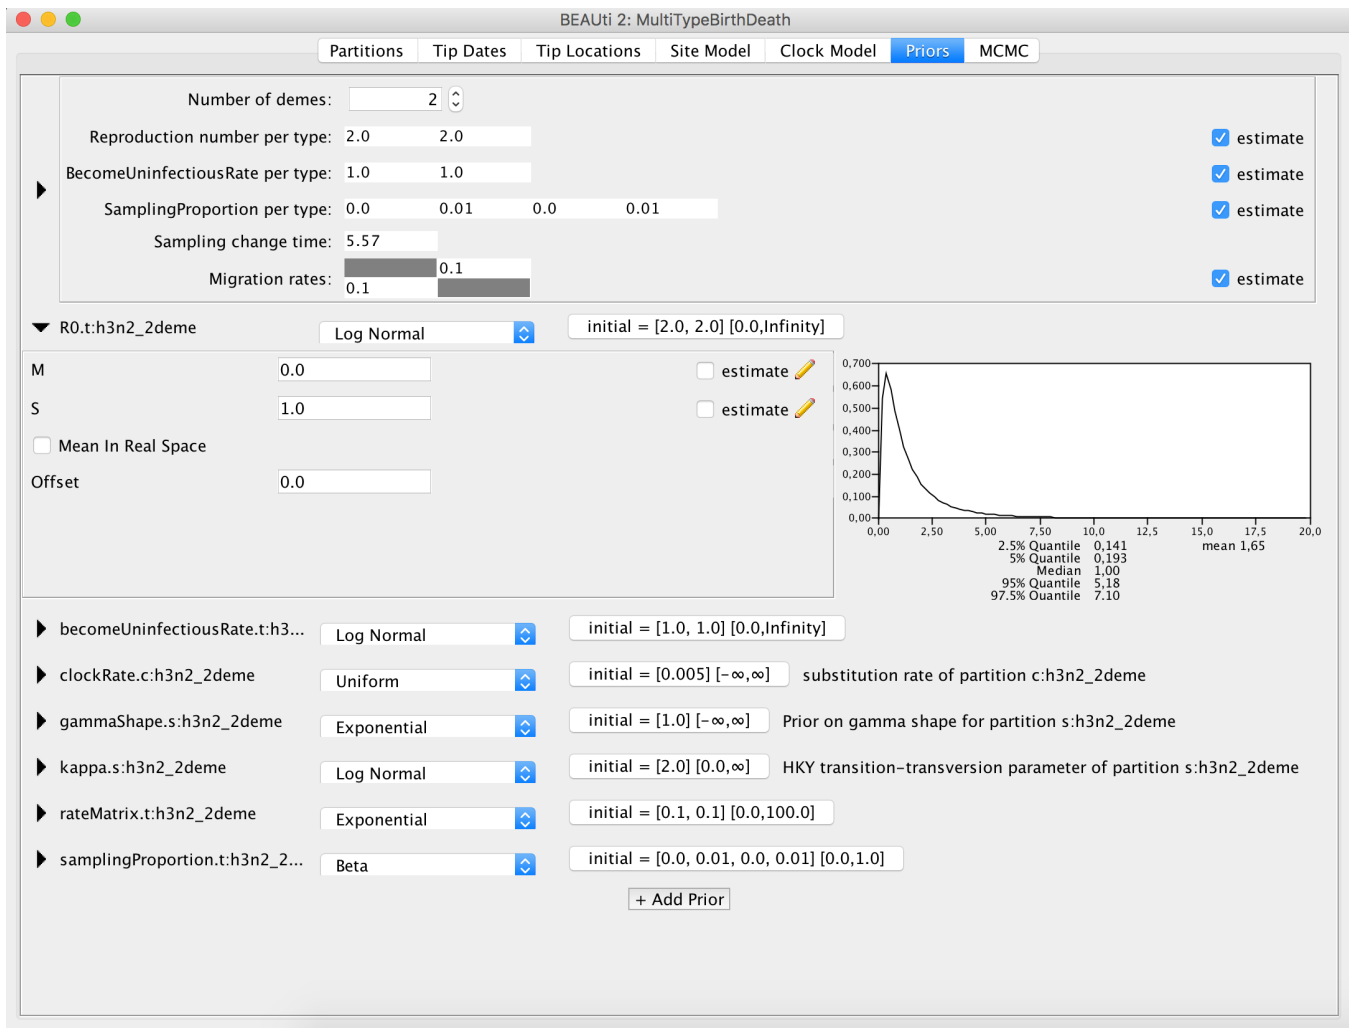 BEAUti 2: MultiTypeBirthDeath
Partitions Tip Dates Tip Locations Site Model Clock Model Priors MCMC
Number of demes: 2
Reproduction number per type: 2.0 2.0 estimate
BecomeUninfectiousRate per type: 1.0 1.0 estimate
SamplingProportion per type: 0.0 0.01 0.0 0.01 estimate
Sampling change time: 5.57
0.1
Migration rates: estimate
0.1
R0.t:h3n2_2deme Log Normal initial = [2.0, 2.0] [0.0,Infinity]
M 0.0 estimate
S 1.0 estimate
Mean In Real Space
Offset 0.0
0,700
0,600
0,500
0,400
0,300
0,200
0,100
0,00
0,00 2,50 5,00 7,50 10,0 12,5 15,0 17,5 20,0
2.5% Quantile 0,141 mean 1,65
5% Quantile 0,193
Median 1,00
95% Quantile 5,18
97.5% Quantile 7.10
becomeUninfectiousRate.t:h3... Log Normal initial = [1.0, 1.0] [0.0,Infinity]
clockRate.c:h3n2_2deme Uniform initial = [0.005] [-∞,∞] substitution rate of partition c:h3n2_2deme
gammaShape.s:h3n2_2deme Exponential initial = [1.0] [-∞,∞] Prior on gamma shape for partition s:h3n2_2deme
kappa.s:h3n2_2deme Log Normal initial = [2.0] [0.0,∞] HKY transition-transversion parameter of partition s:h3n2_2deme
rateMatrix.t:h3n2_2deme Exponential initial = [0.1, 0.1] [0.0,100.0]
samplingProportion.t:h3n2_2... Beta initial = [0.0, 0.01, 0.0, 0.01] [0.0,1.0]
+ Add Prior